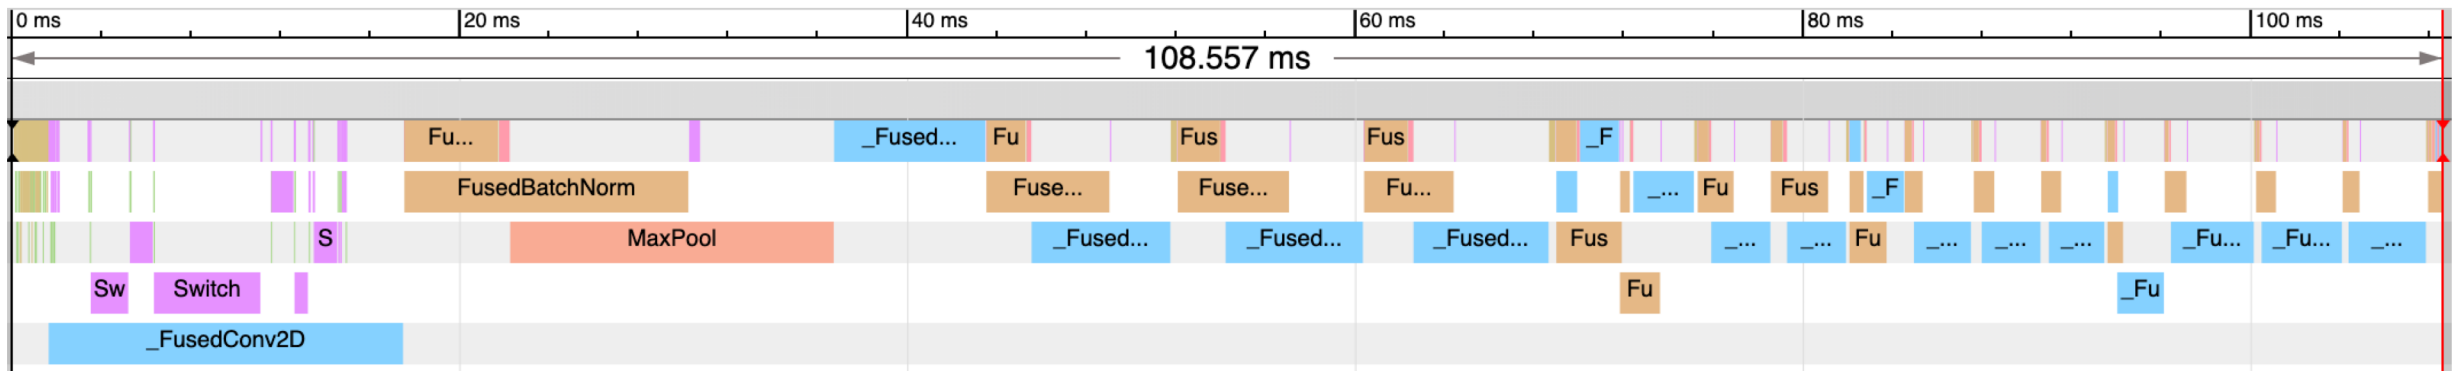 0 ms 20 ms 40 ms 60 ms 80 ms 100 ms
108.557 ms
Fu... _Fused... Fu Fus Fus _F
FusedBatchNorm Fuse... Fuse... Fu... _... Fu Fus _F
S MaxPool _Fused... _Fused... _Fused... Fus _... _... Fu _... _... _... _Fu... _Fu... _...
Sw Switch Fu _Fu
_FusedConv2D